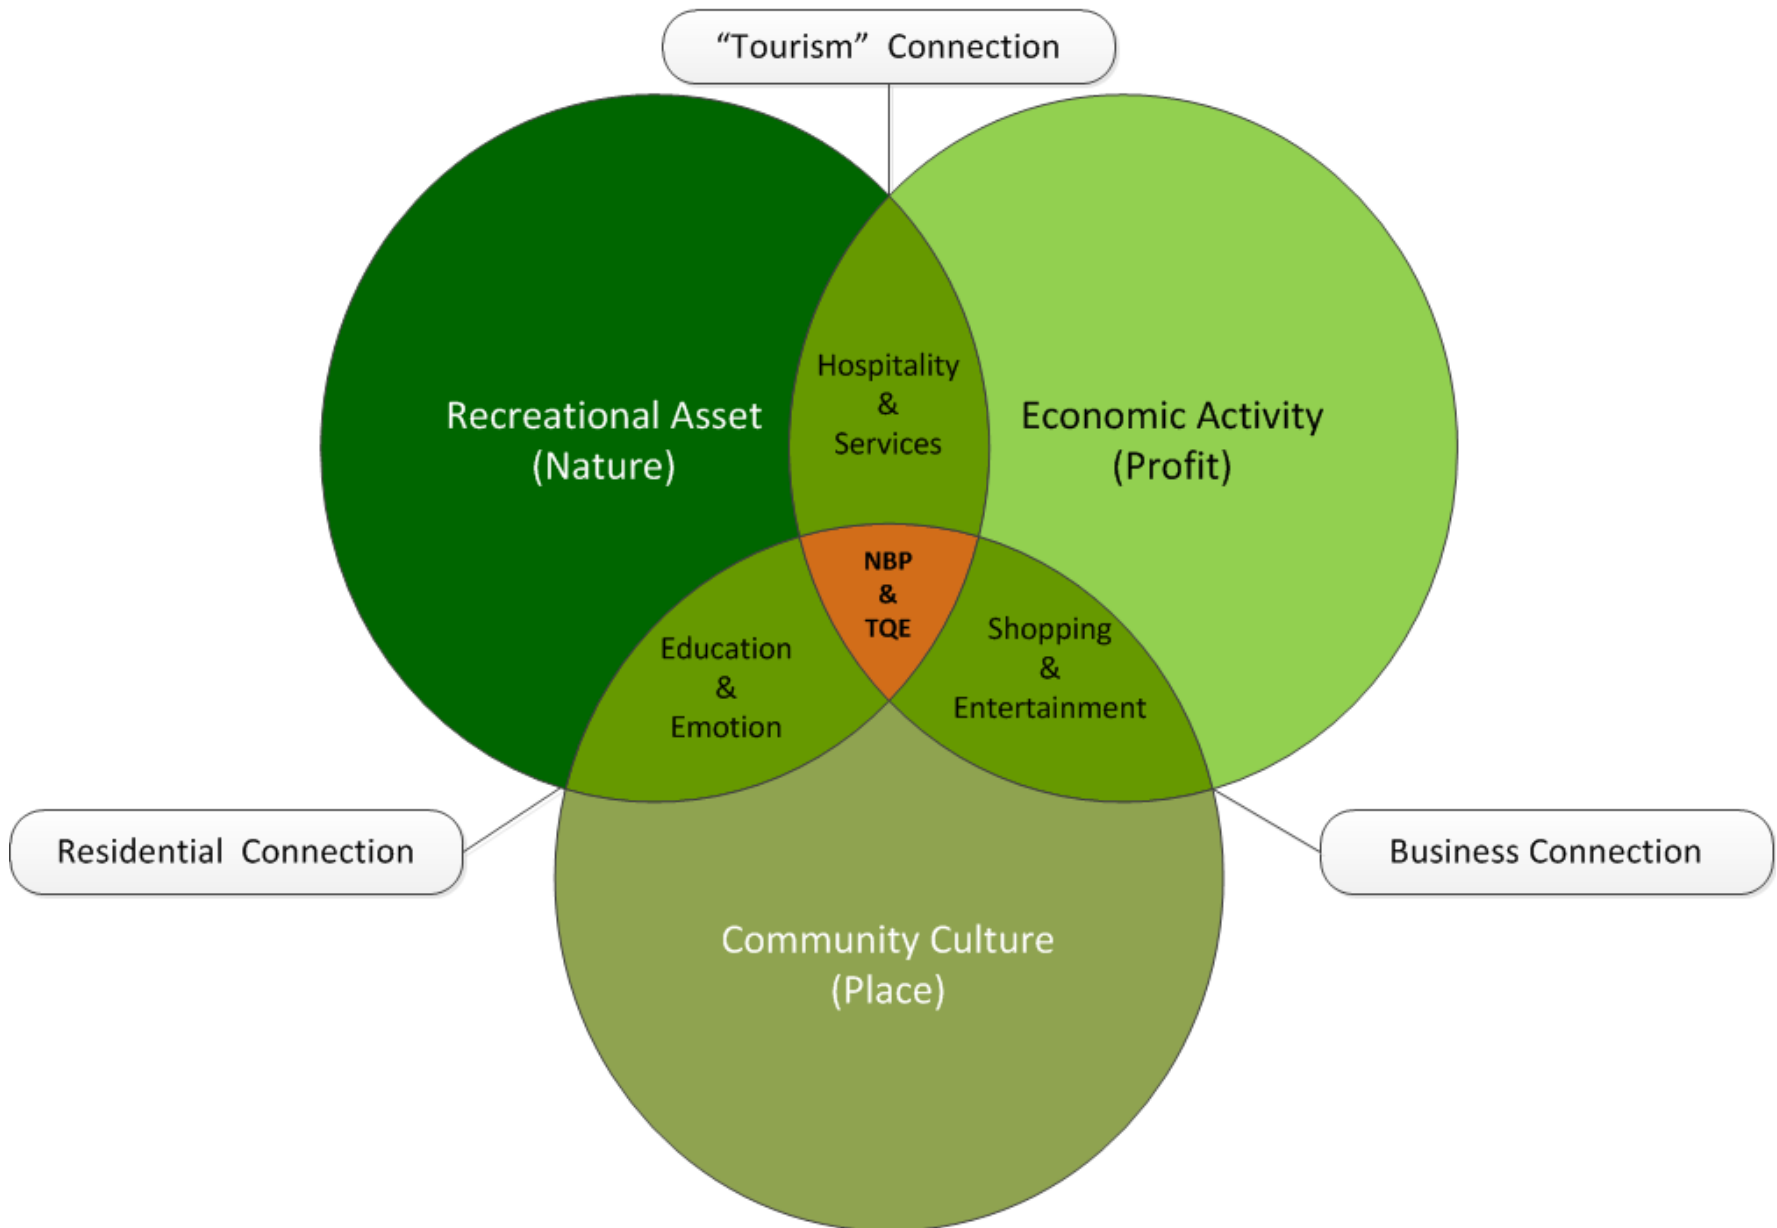 “Tourism” Connection
Hospitality
&
Services
Recreational Asset
(Nature)
Economic Activity
(Profit)
NBP
&
TQE
Education
&
Emotion
Shopping
&
Entertainment
Residential Connection
Business Connection
Community Culture
(Place)